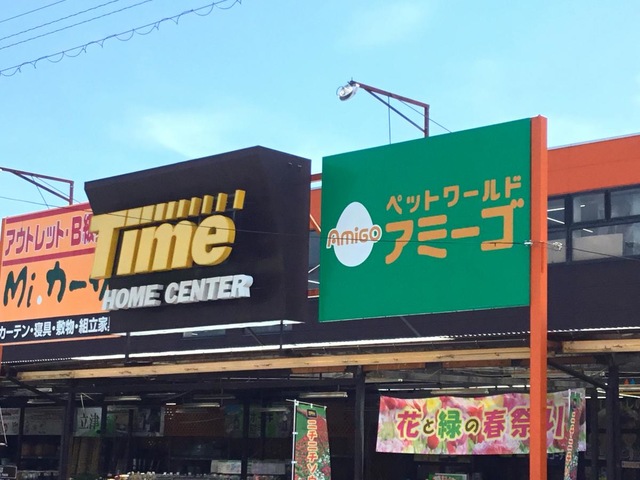 アウトレット・B級
Mi.カーサ
カーテン・寝具・敷物・組立家
Time
HOME CENTER
ペットワールド
AMIGO
アミーゴ
花と緑の春祭り!